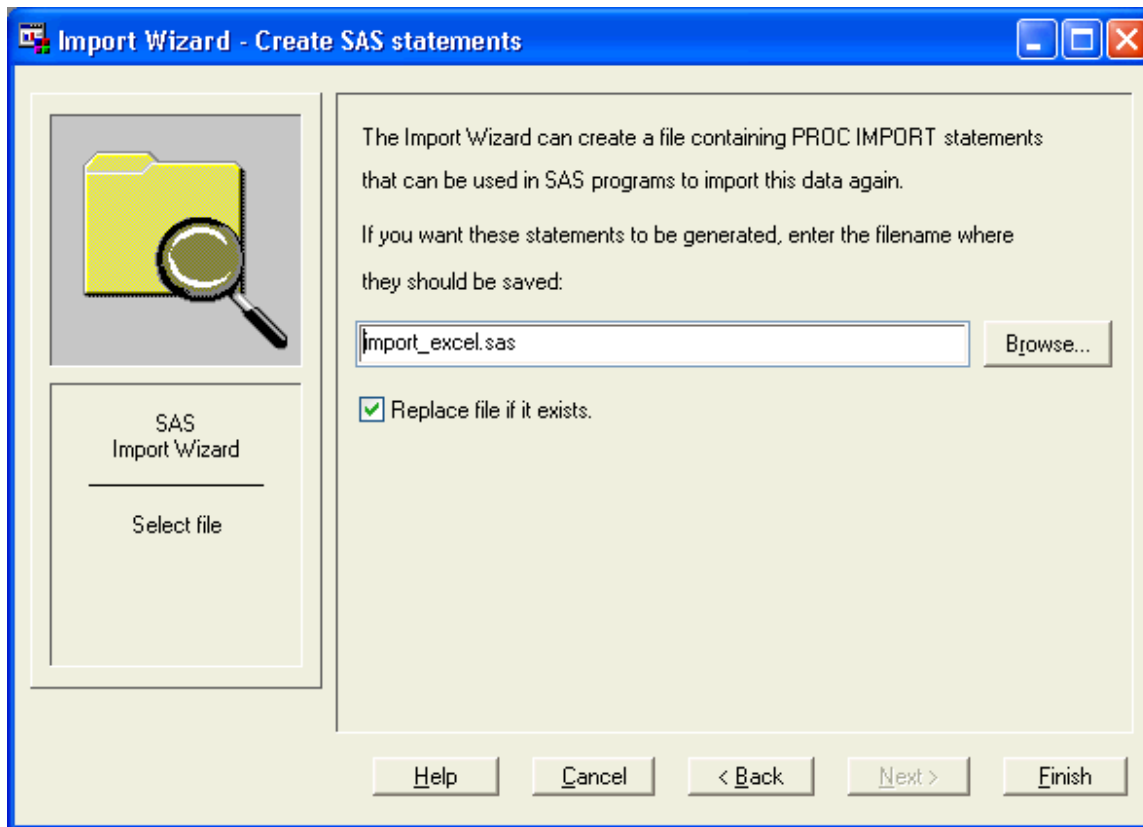 Import Wizard - Create SAS statements
The Import Wizard can create a file containing PROC IMPORT statements
that can be used in SAS programs to import this data again.
If you want these statements to be generated, enter the filename where
they should be saved:
import_excel.sas
Browse...
Replace file if it exists.
SAS
Import Wizard
Select file
Help
Cancel
< Back
Next >
Finish